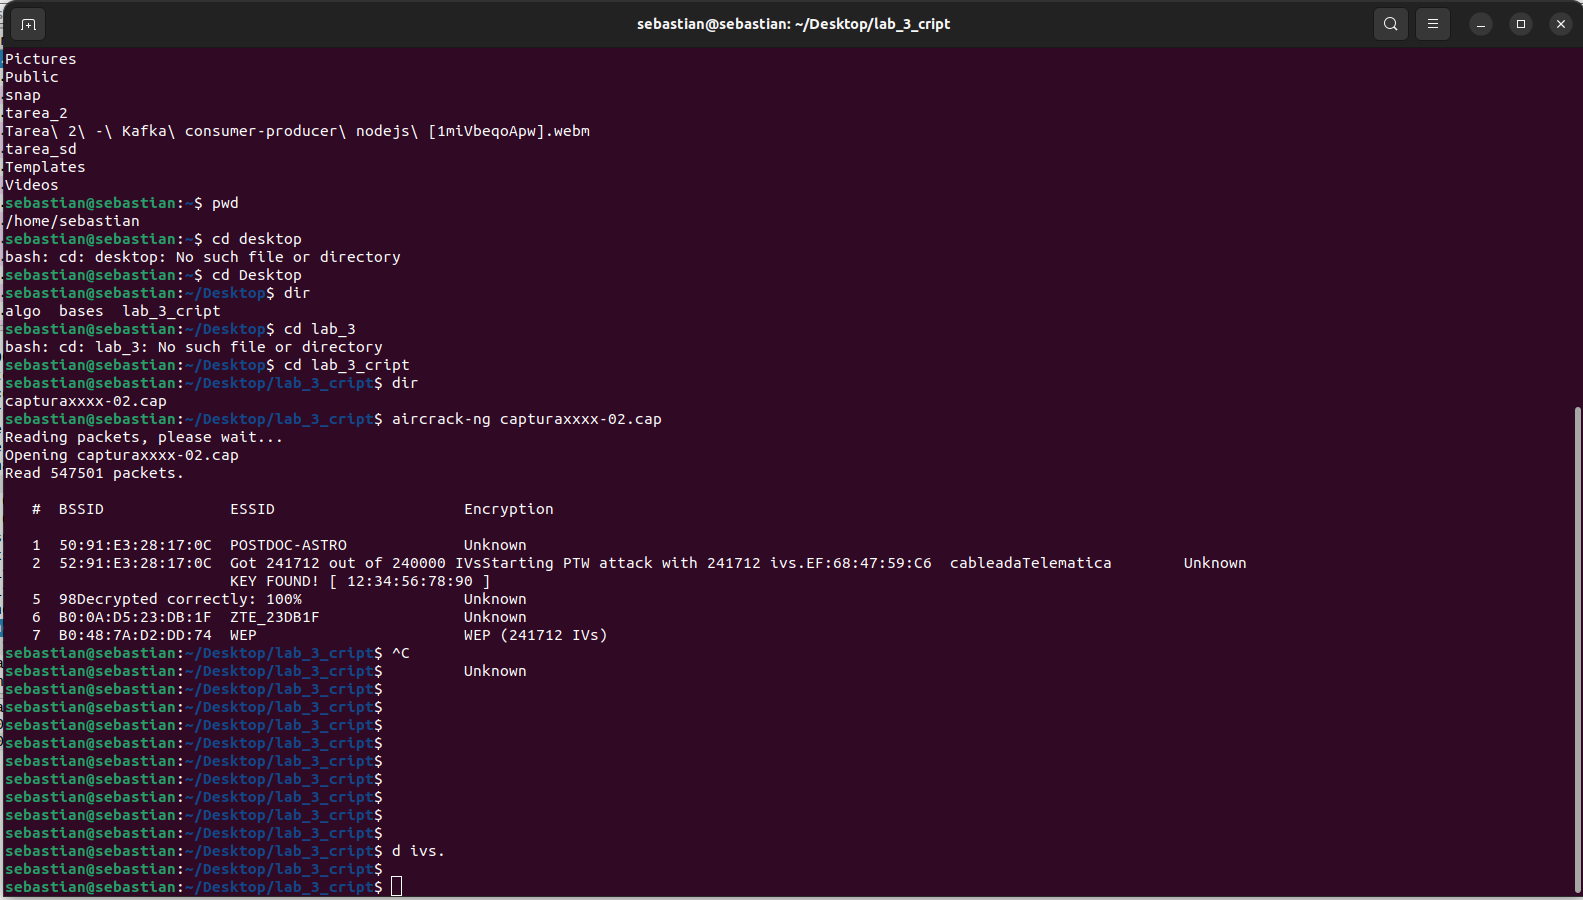 sebastian@sebastian: ~/Desktop/lab_3_cript
Pictures
Public
snap
tarea_2
Tarea\ 2\ -\ Kafka\ consumer-producer\ nodejs\ [1miVbeqoApw].webm
tarea_sd
Templates
Videos
sebastian@sebastian:~$ pwd
/home/sebastian
sebastian@sebastian:~$ cd desktop
bash: cd: desktop: No such file or directory
sebastian@sebastian:~$ cd Desktop
sebastian@sebastian:~/Desktop$ dir
algo  bases  lab_3_cript
sebastian@sebastian:~/Desktop$ cd lab_3
bash: cd: lab_3: No such file or directory
sebastian@sebastian:~/Desktop$ cd lab_3_cript
sebastian@sebastian:~/Desktop/lab_3_cript$ dir
capturaxxxx-02.cap
sebastian@sebastian:~/Desktop/lab_3_cript$ aircrack-ng capturaxxxx-02.cap
Reading packets, please wait...
Opening capturaxxxx-02.cap
Read 547501 packets.
#  BSSID              ESSID                     Encryption
1  50:91:E3:28:17:0C  POSTDOC-ASTRO             Unknown
2  52:91:E3:28:17:0C  Got 241712 out of 240000 IVsStarting PTW attack with 241712 ivs.EF:68:47:59:C6  cableadaTelematica        Unknown
KEY FOUND! [ 12:34:56:78:90 ]
5  98Decrypted correctly: 100%                  Unknown
6  B0:0A:D5:23:DB:1F  ZTE_23DB1F                Unknown
7  B0:48:7A:D2:DD:74  WEP                       WEP (241712 IVs)
sebastian@sebastian:~/Desktop/lab_3_cript$ ^C
sebastian@sebastian:~/Desktop/lab_3_cript$         Unknown
sebastian@sebastian:~/Desktop/lab_3_cript$
sebastian@sebastian:~/Desktop/lab_3_cript$
sebastian@sebastian:~/Desktop/lab_3_cript$
sebastian@sebastian:~/Desktop/lab_3_cript$
sebastian@sebastian:~/Desktop/lab_3_cript$
sebastian@sebastian:~/Desktop/lab_3_cript$
sebastian@sebastian:~/Desktop/lab_3_cript$
sebastian@sebastian:~/Desktop/lab_3_cript$
sebastian@sebastian:~/Desktop/lab_3_cript$
sebastian@sebastian:~/Desktop/lab_3_cript$ d ivs.
sebastian@sebastian:~/Desktop/lab_3_cript$
sebastian@sebastian:~/Desktop/lab_3_cript$